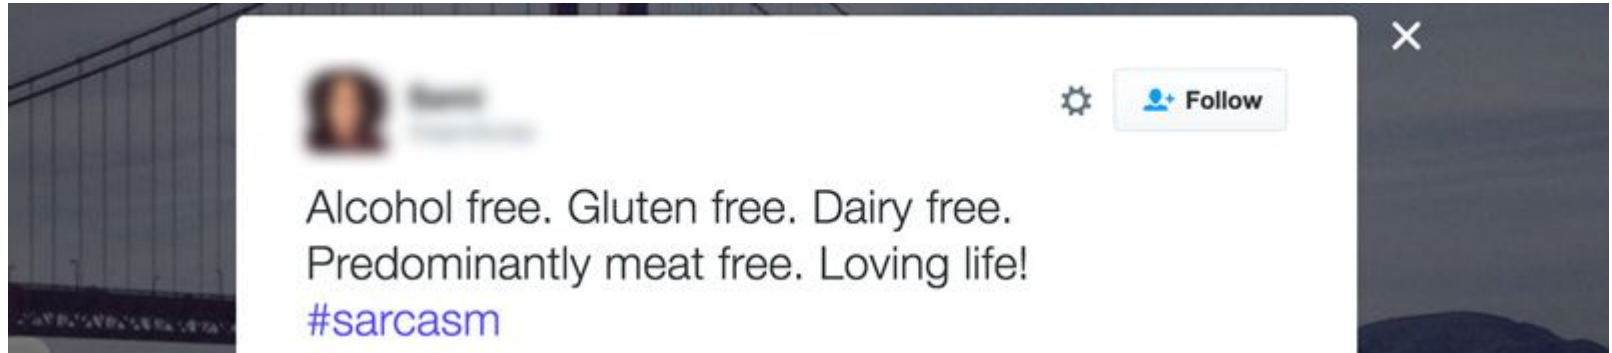 Follow
Alcohol free. Gluten free. Dairy free.
Predominantly meat free. Loving life!
#sarcasm